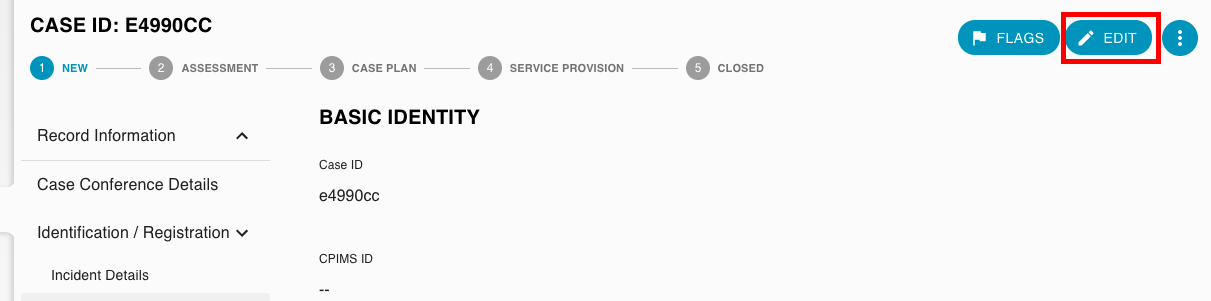 CASE ID: E4990CC
FLAGS
EDIT
1 NEW 2 ASSESSMENT 3 CASE PLAN 4 SERVICE PROVISION 5 CLOSED
Record Information
Case Conference Details
Identification / Registration
Incident Details
BASIC IDENTITY
Case ID
e4990cc
CPIMS ID
--